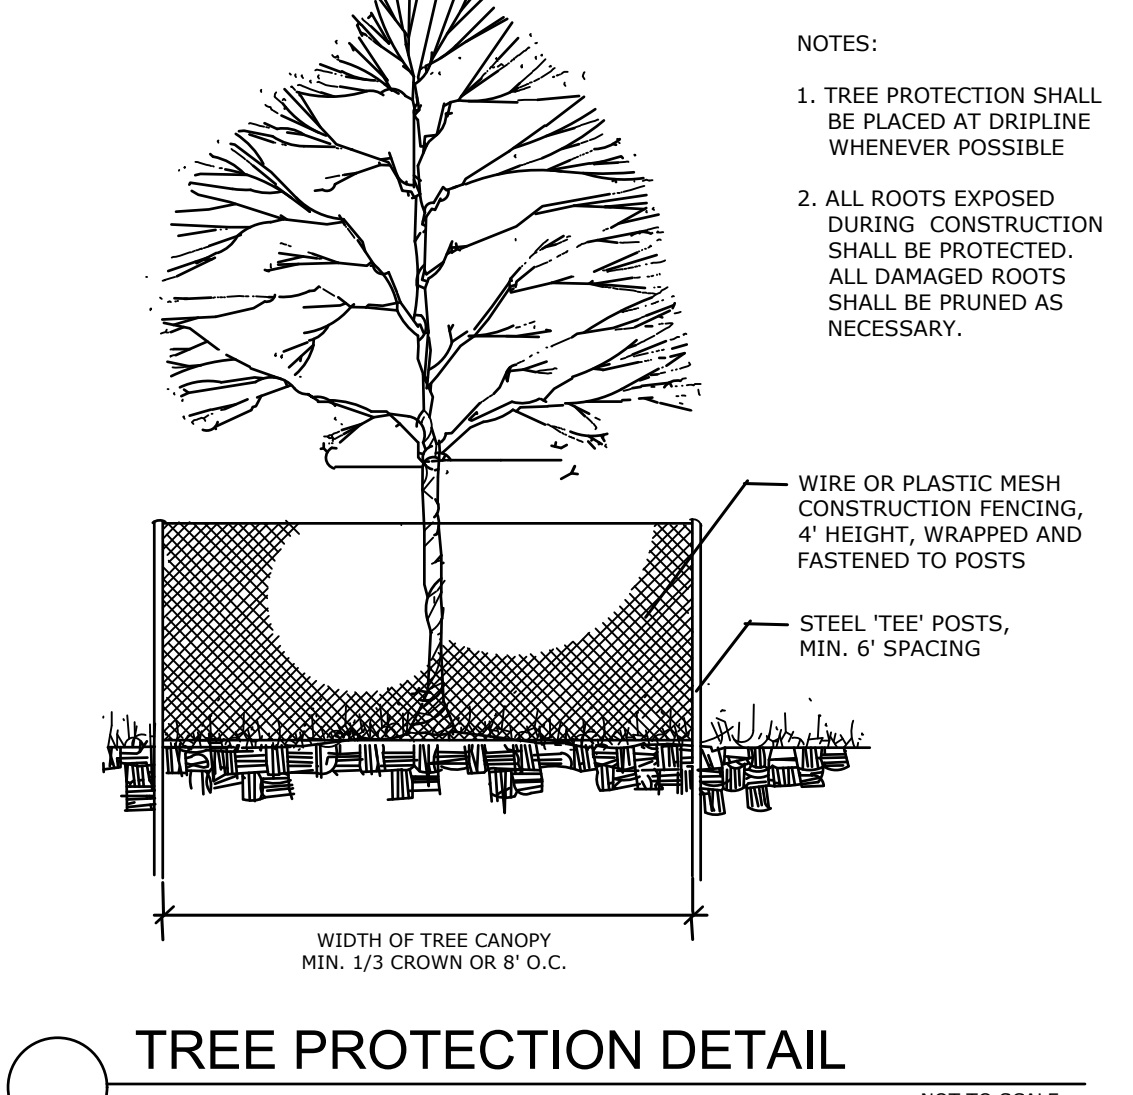 NOTES:
1. TREE PROTECTION SHALL
BE PLACED AT DRIPLINE
WHENEVER POSSIBLE
2. ALL ROOTS EXPOSED
DURING CONSTRUCTION
SHALL BE PROTECTED.
ALL DAMAGED ROOTS
SHALL BE PRUNED AS
NECESSARY.
WIRE OR PLASTIC MESH
CONSTRUCTION FENCING,
4' HEIGHT, WRAPPED AND
FASTENED TO POSTS
STEEL 'TEE' POSTS,
MIN. 6' SPACING
WIDTH OF TREE CANOPY
MIN. 1/3 CROWN OR 8' O.C.
TREE PROTECTION DETAIL
NOT TO SCALE